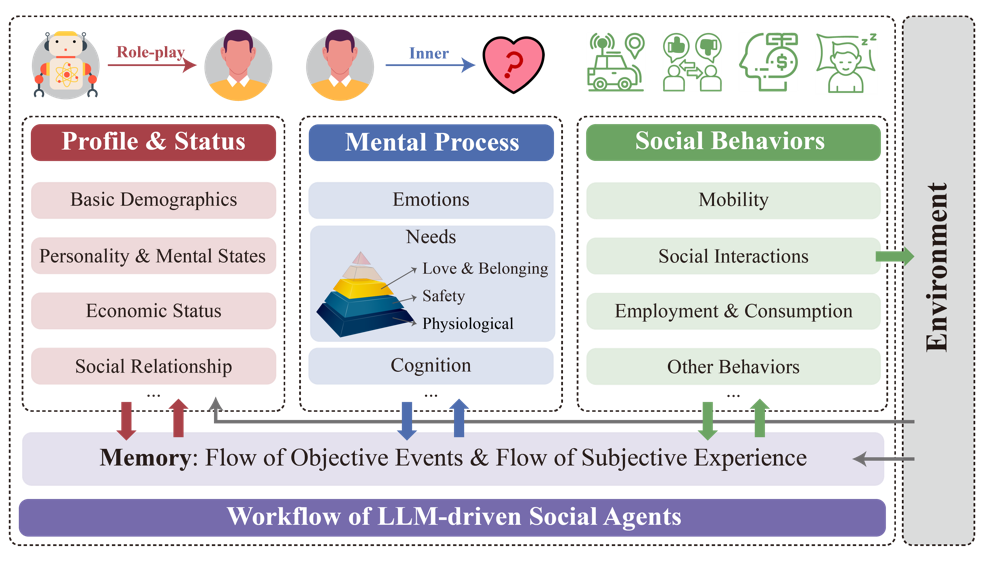 Role-play
Inner
?
$
z z z
Profile & Status
Basic Demographics
Personality & Mental States
Economic Status
Social Relationship
...
Mental Process
Emotions
Needs
Love & Belonging
Safety
Physiological
Cognition
...
Social Behaviors
Mobility
Social Interactions
Employment & Consumption
Other Behaviors
...
Environment
Memory: Flow of Objective Events & Flow of Subjective Experience
Workflow of LLM-driven Social Agents